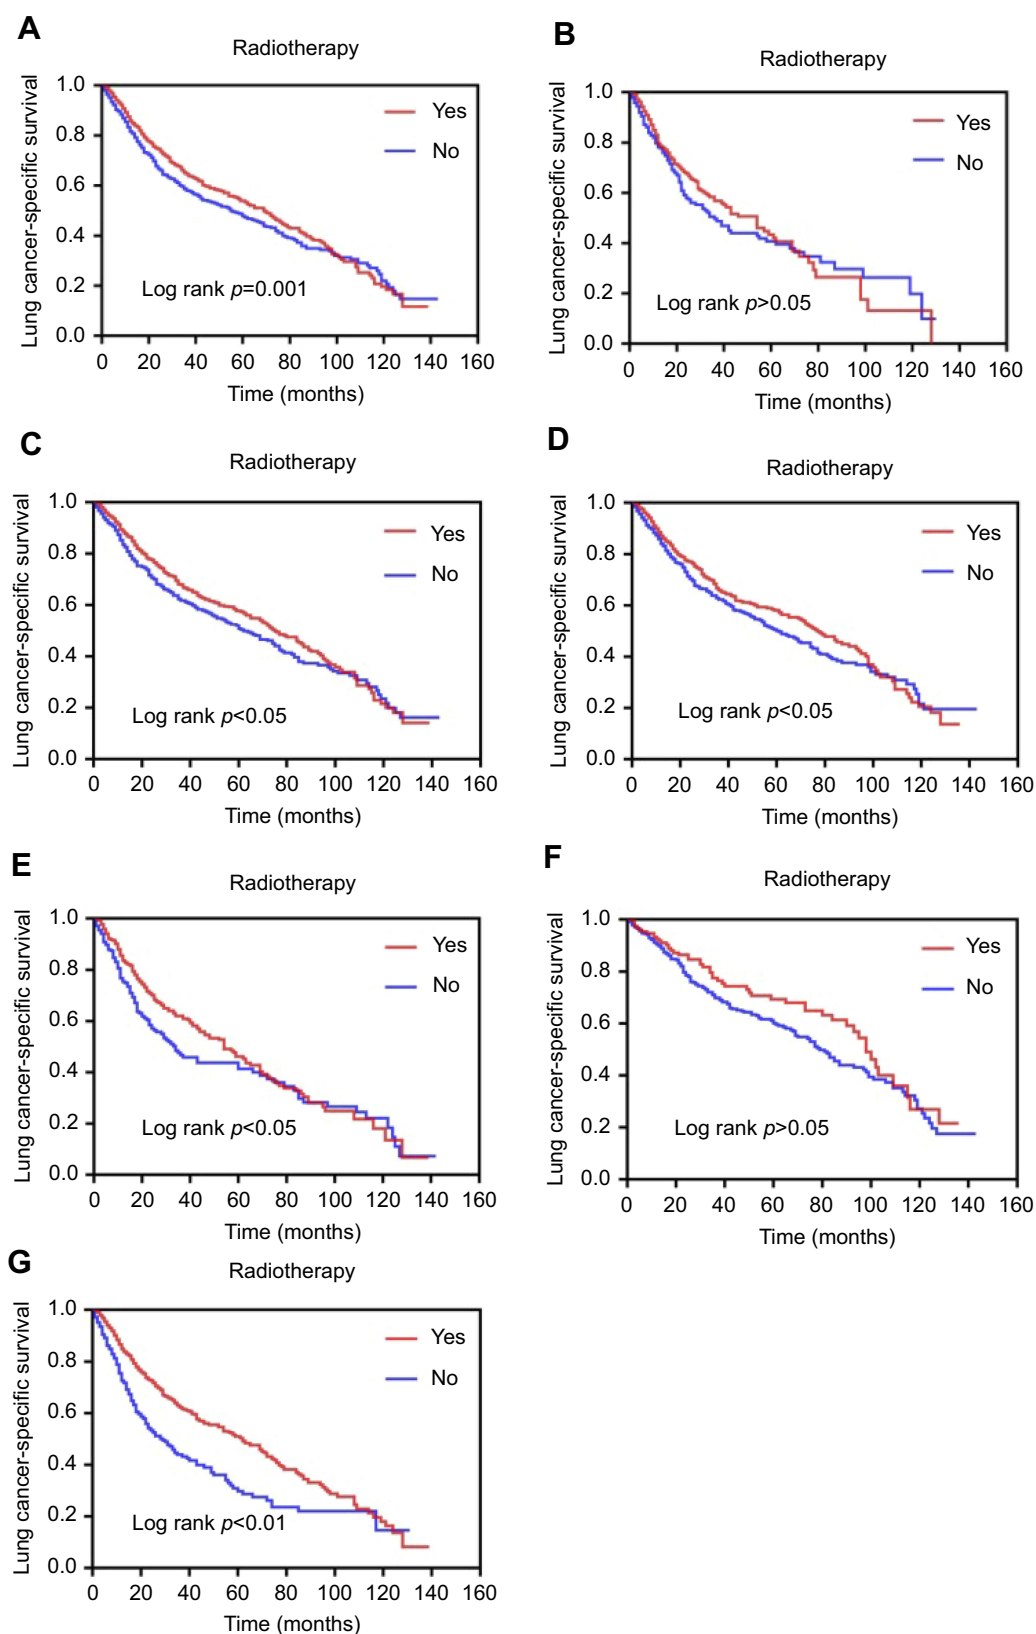 A
Radiotherapy
Lung cancer-specific survival
1.0
0.8
0.6
0.4
0.2
0.0
Yes
No
Log rank p=0.001
0 20 40 60 80 100 120 140 160
Time (months)
B
Radiotherapy
Lung cancer-specific survival
1.0
0.8
0.6
0.4
0.2
0.0
Yes
No
Log rank p>0.05
0 20 40 60 80 100 120 140 160
Time (months)
C
Radiotherapy
Lung cancer-specific survival
1.0
0.8
0.6
0.4
0.2
0.0
Yes
No
Log rank p<0.05
0 20 40 60 80 100 120 140 160
Time (months)
D
Radiotherapy
Lung cancer-specific survival
1.0
0.8
0.6
0.4
0.2
0.0
Yes
No
Log rank p<0.05
0 20 40 60 80 100 120 140 160
Time (months)
E
Radiotherapy
Lung cancer-specific survival
1.0
0.8
0.6
0.4
0.2
0.0
Yes
No
Log rank p<0.05
0 20 40 60 80 100 120 140 160
Time (months)
F
Radiotherapy
Lung cancer-specific survival
1.0
0.8
0.6
0.4
0.2
0.0
Yes
No
Log rank p>0.05
0 20 40 60 80 100 120 140 160
Time (months)
G
Radiotherapy
Lung cancer-specific survival
1.0
0.8
0.6
0.4
0.2
0.0
Yes
No
Log rank p<0.01
0 20 40 60 80 100 120 140 160
Time (months)